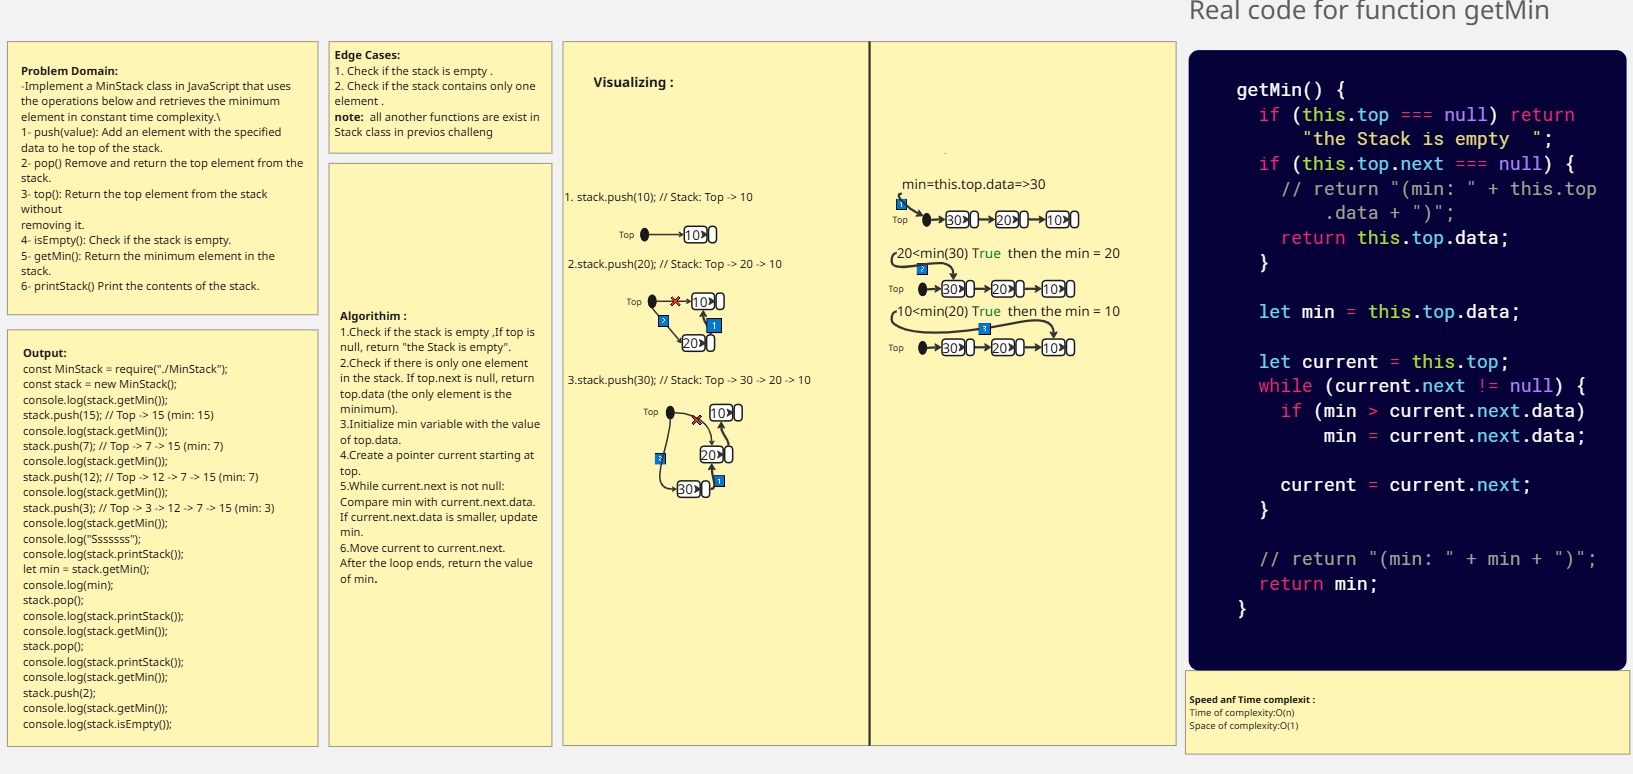 Real code for function getMin
Problem Domain:
-Implement a MinStack class in JavaScript that uses
the operations below and retrieves the minimum
element in constant time complexity.\
1- push(value): Add an element with the specified
data to he top of the stack.
2- pop() Remove and return the top element from the
stack.
3- top(): Return the top element from the stack
without
removing it.
4- isEmpty(): Check if the stack is empty.
5- getMin(): Return the minimum element in the
stack.
6- printStack() Print the contents of the stack.
Output:
const MinStack = require("./MinStack");
const stack = new MinStack();
console.log(stack.getMin());
stack.push(15); // Top -> 15 (min: 15)
console.log(stack.getMin());
stack.push(7); // Top -> 7 -> 15 (min: 7)
console.log(stack.getMin());
stack.push(12); // Top -> 12 -> 7 -> 15 (min: 7)
console.log(stack.getMin());
stack.push(3); // Top -> 3 -> 12 -> 7 -> 15 (min: 3)
console.log(stack.getMin());
console.log("Sssssss");
console.log(stack.printStack());
let min = stack.getMin();
console.log(min);
stack.pop();
console.log(stack.printStack());
console.log(stack.getMin());
stack.pop();
console.log(stack.printStack());
console.log(stack.getMin());
stack.push(2);
console.log(stack.getMin());
console.log(stack.isEmpty());
Edge Cases:
1. Check if the stack is empty .
2. Check if the stack contains only one
element .
note: all another functions are exist in
Stack class in previos challeng
Algorithim :
1.Check if the stack is empty ,If top is
null, return "the Stack is empty".
2.Check if there is only one element
in the stack. If top.next is null, return
top.data (the only element is the
minimum).
3.Initialize min variable with the value
of top.data.
4.Create a pointer current starting at
top.
5.While current.next is not null:
Compare min with current.next.data.
If current.next.data is smaller, update
min.
6.Move current to current.next.
After the loop ends, return the value
of min.
Visualizing :
1. stack.push(10); // Stack: Top -> 10
Top 10
2.stack.push(20); // Stack: Top -> 20 -> 10
Top 10
2 1
20
3.stack.push(30); // Stack: Top -> 30 -> 20 -> 10
Top 10
20
2
30 1
min=this.top.data=>30
1
Top 30 20 10
20<min(30) True then the min = 20
2
Top 30 20 10
10<min(20) True then the min = 10
3
Top 30 20 10
getMin() {
if (this.top === null) return
"the Stack is empty  ";
if (this.top.next === null) {
// return "(min: " + this.top
.data + ")";
return this.top.data;
}
let min = this.top.data;
let current = this.top;
while (current.next != null) {
if (min > current.next.data)
min = current.next.data;
current = current.next;
}
// return "(min: " + min + ")";
return min;
}
Speed anf Time complexit :
Time of complexity:O(n)
Space of complexity:O(1)